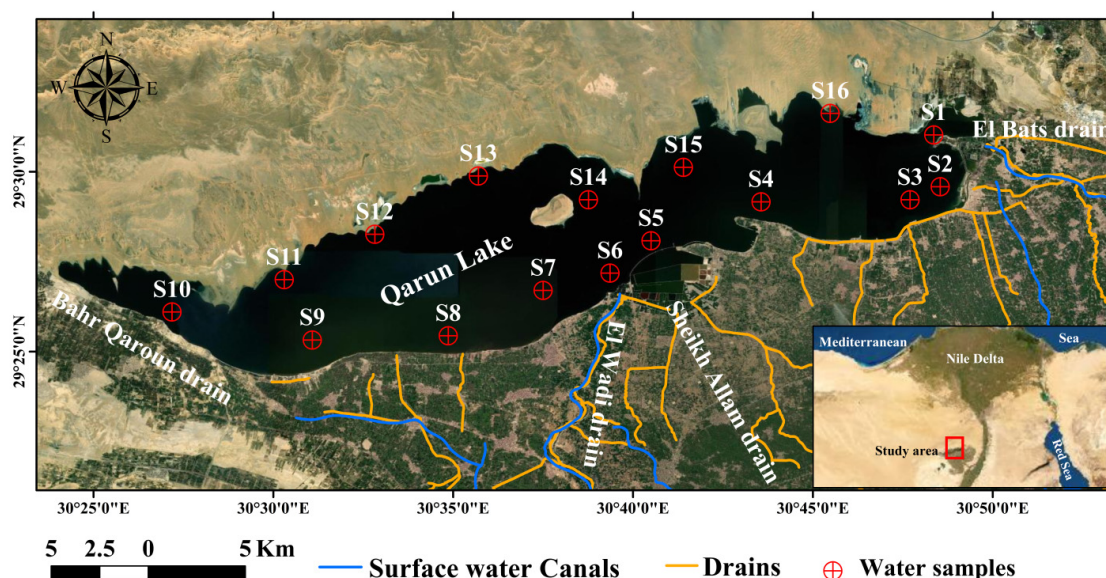 N
W
E
S
S16
S1
El Bats drain
S15
S13
S2
S14
S4
S3
S12
S5
Qarun Lake
S11
S6
S7
S10
S9
S8
Bahr Qaroun drain
El Wadi drain
Sheikh Allam drain
Mediterranean
Sea
Nile Delta
Study area
Red Sea
29°30'0"N
29°25'0"N
30°25'0"E
30°30'0"E
30°35'0"E
30°40'0"E
30°45'0"E
30°50'0"E
5 2.5 0 5 Km
Surface water Canals
Drains
Water samples